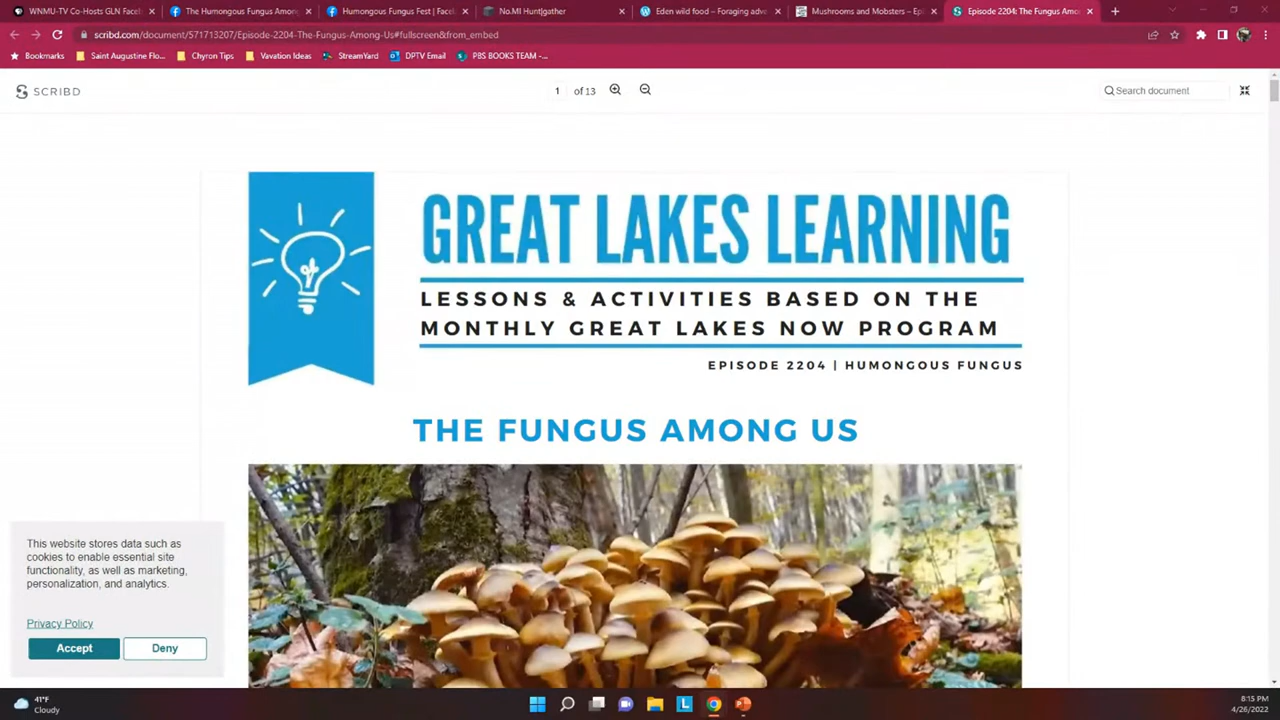 WNMU-TV Co-Hosts GLN Faceb
The Humongous Fungus Amon
Humongous Fungus Fest | Face
No.MI Hunt|gather
Eden wild food – Foraging adve
Mushrooms and Mobsters – Epi
Episode 2204: The Fungus Amo
scribd.com/document/571713207/Episode-2204-The-Fungus-Among-Us#fullscreen&from_embed
Bookmarks
Saint Augustine Flo...
Chyron Tips
Vavation Ideas
StreamYard
DPTV Email
PBS BOOKS TEAM -...
SCRIBD
1 of 13
Search document
GREAT LAKES LEARNING
LESSONS & ACTIVITIES BASED ON THE
MONTHLY GREAT LAKES NOW PROGRAM
EPISODE 2204 | HUMONGOUS FUNGUS
THE FUNGUS AMONG US
This website stores data such as
cookies to enable essential site
functionality, as well as marketing,
personalization, and analytics.
Privacy Policy
Accept
Deny
41°F
Cloudy
8:15 PM
4/26/2022